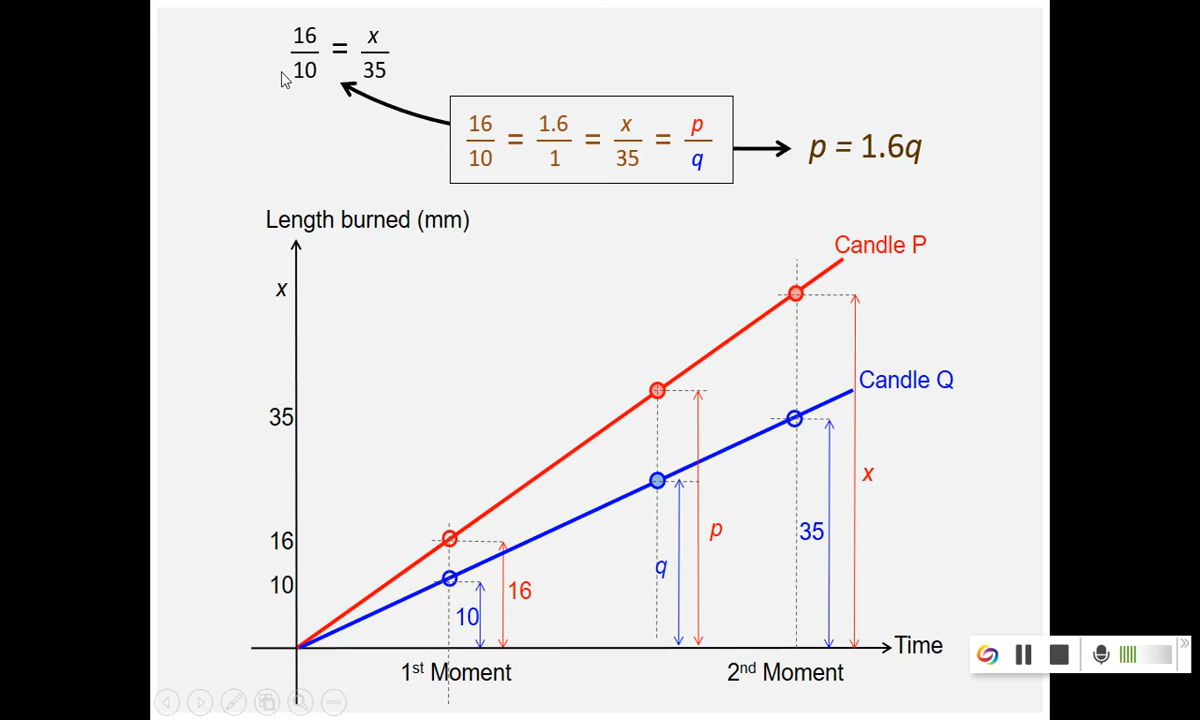 16/10 = x/35
16/10 = 1.6/1 = x/35 = p/q
p = 1.6q
Length burned (mm)
Candle P
x
Candle Q
35
x
35
p
16
q
10
16
10
Time
1st Moment
2nd Moment